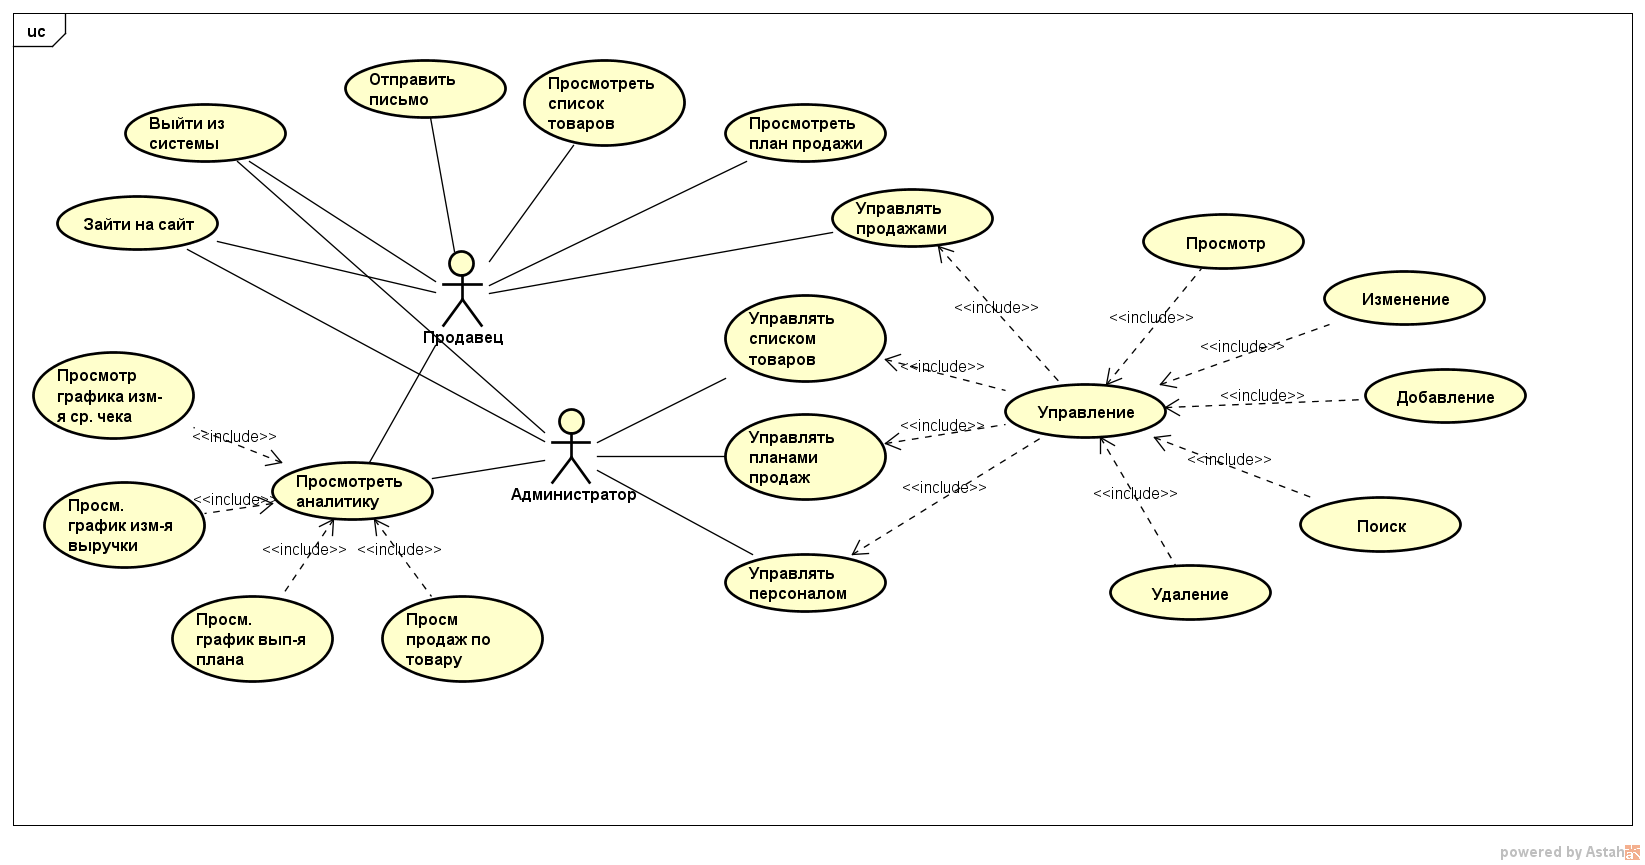 uc
Отправить
письмо
Просмотреть
список
товаров
Выйти из
системы
Просмотреть
план продажи
Зайти на сайт
Управлять
продажами
Просмотр
Изменение
Продавец
<<include>>
<<include>>
<<include>>
Управлять
списком
товаров
<<include>>
<<include>>
Просмотр
графика изм-
я ср. чека
Управление
Добавление
<<include>>
<<include>>
Управлять
планами
продаж
<<include>>
<<include>>
Просмотреть
аналитику
Администратор
<<include>>
<<include>>
<<include>>
Просм.
график изм-я
выручки
Поиск
<<include>>
<<include>>
Управлять
персоналом
Удаление
Просм.
график вып-я
плана
Просм
продаж по
товару
powered by Astah